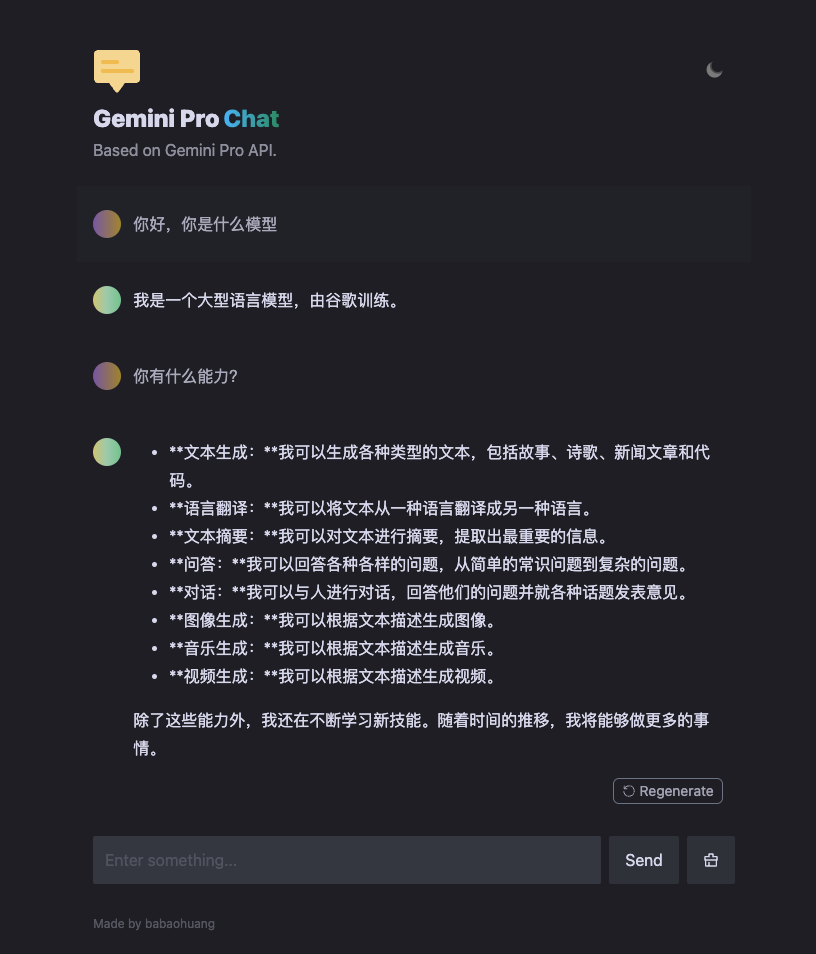 Gemini Pro Chat
Based on Gemini Pro API.
你好，你是什么模型
我是一个大型语言模型，由谷歌训练。
你有什么能力?
• **文本生成：**我可以生成各种类型的文本，包括故事、诗歌、新闻文章和代
码。
• **语言翻译：**我可以将文本从一种语言翻译成另一种语言。
• **文本摘要：**我可以对文本进行摘要，提取出最重要的信息。
• **问答：**我可以回答各种各样的问题，从简单的常识问题到复杂的问题。
• **对话：**我可以与人进行对话，回答他们的问题并就各种话题发表意见。
• **图像生成：**我可以根据文本描述生成图像。
• **音乐生成：**我可以根据文本描述生成音乐。
• **视频生成：**我可以根据文本描述生成视频。
除了这些能力外，我还在不断学习新技能。随着时间的推移，我将能够做更多的事
情。
Regenerate
Enter something...
Send
Made by babaohuang